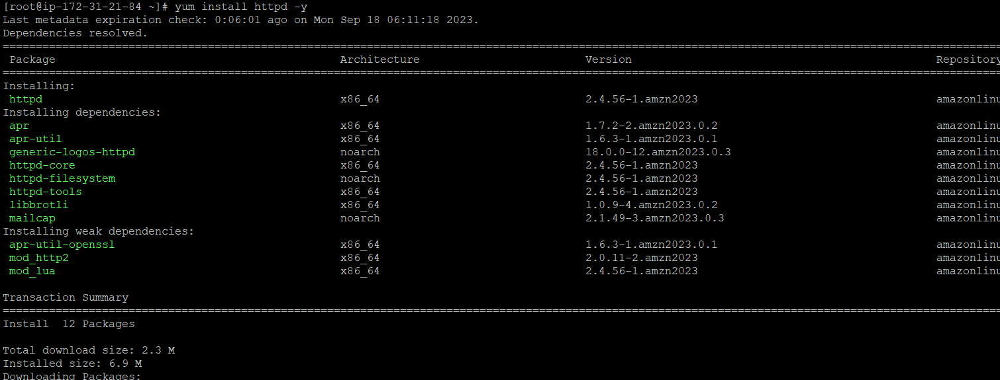 [root@ip-172-31-21-84 ~]# yum install httpd -y
Last metadata expiration check: 0:06:01 ago on Mon Sep 18 06:11:18 2023.
Dependencies resolved.
================================================================================
Package Architecture Version Repository
================================================================================
Installing:
httpd x86_64 2.4.56-1.amzn2023 amazonlinu
Installing dependencies:
apr x86_64 1.7.2-2.amzn2023.0.2 amazonlinu
apr-util x86_64 1.6.3-1.amzn2023.0.1 amazonlinu
generic-logos-httpd noarch 18.0.0-12.amzn2023.0.3 amazonlinu
httpd-core x86_64 2.4.56-1.amzn2023 amazonlinu
httpd-filesystem noarch 2.4.56-1.amzn2023 amazonlinu
httpd-tools x86_64 2.4.56-1.amzn2023 amazonlinu
libbrotli x86_64 1.0.9-4.amzn2023.0.2 amazonlinu
mailcap noarch 2.1.49-3.amzn2023.0.3 amazonlinu
Installing weak dependencies:
apr-util-openssl x86_64 1.6.3-1.amzn2023.0.1 amazonlinu
mod_http2 x86_64 2.0.11-2.amzn2023 amazonlinu
mod_lua x86_64 2.4.56-1.amzn2023 amazonlinu
Transaction Summary
================================================================================
Install 12 Packages
Total download size: 2.3 M
Installed size: 6.9 M
Downloading Packages: